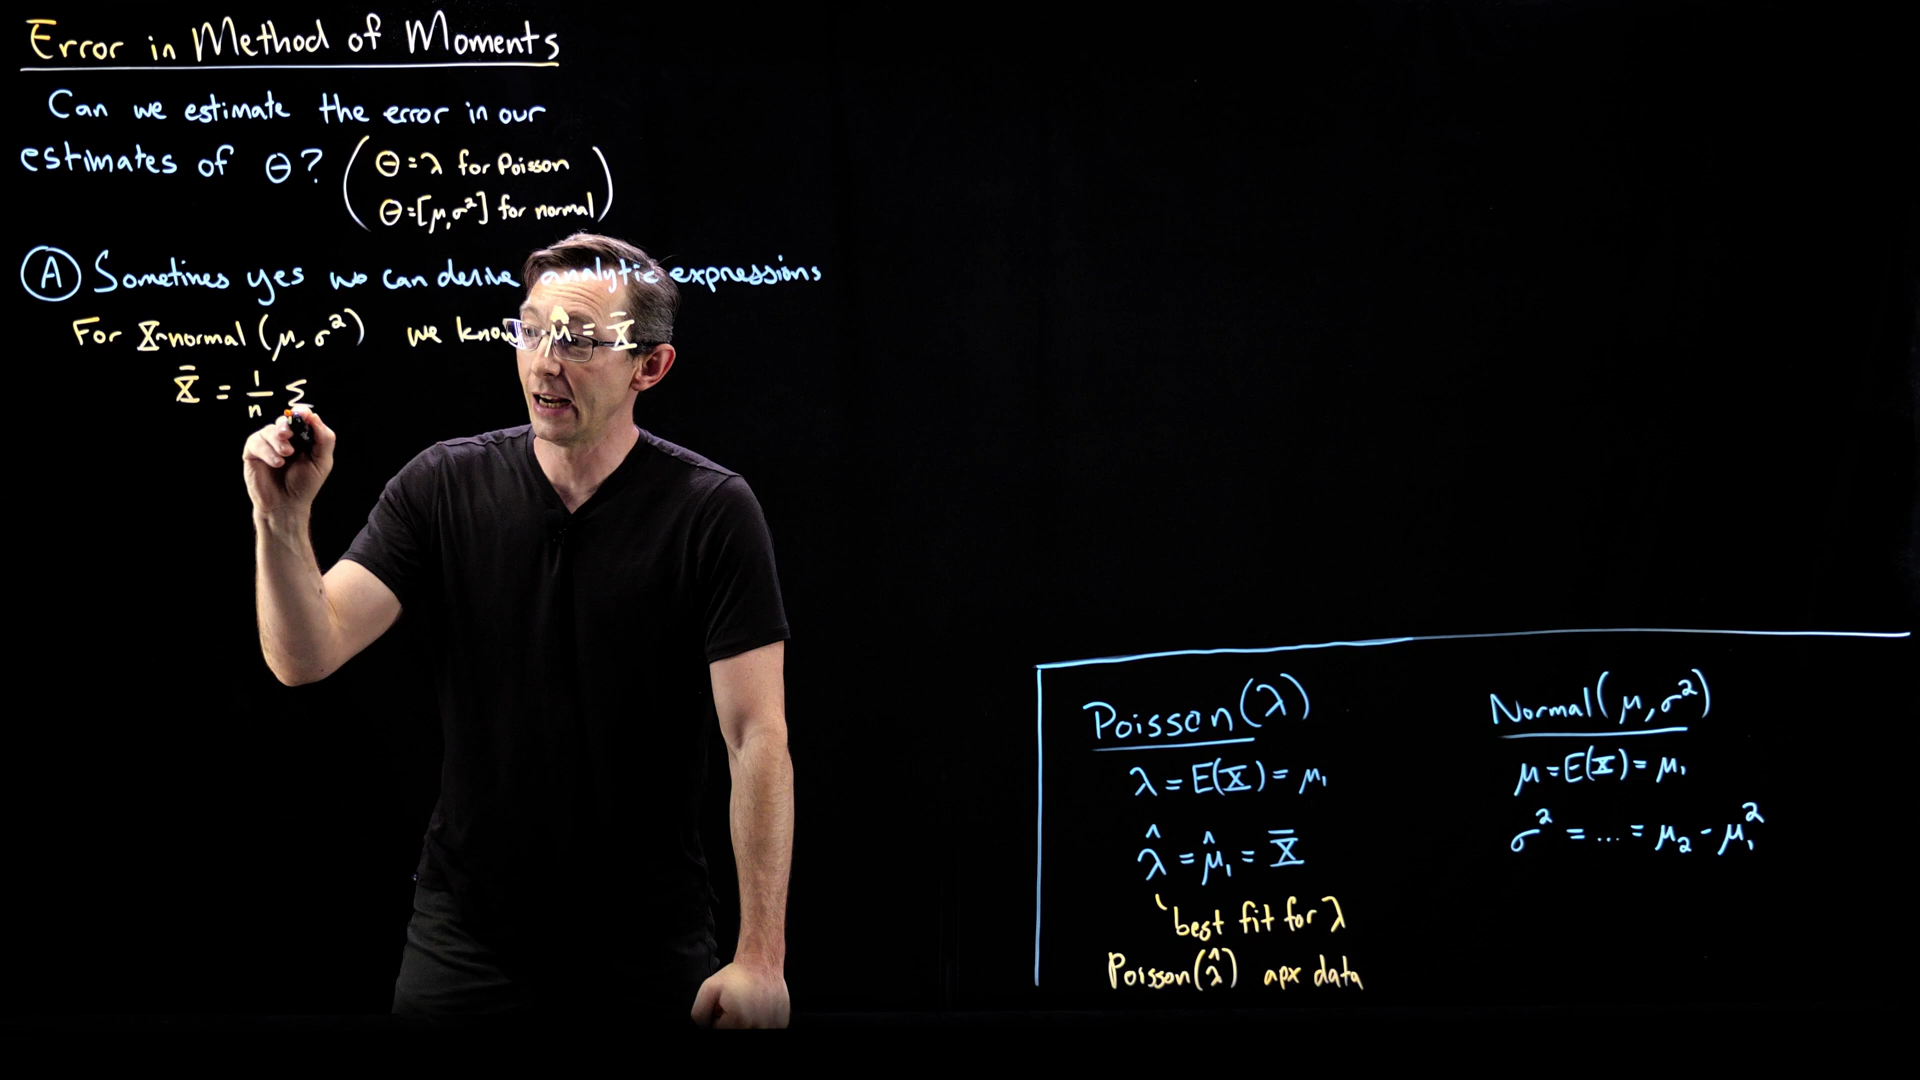 Error in Method of Moments
Can we estimate the error in our
estimates of Θ? (Θ=λ for Poisson
Θ=[μ,σ²] for normal)
Ⓐ Sometimes yes we can derive analytic expressions
For X~normal(μ,σ²) we know μ̂ = X̄
X̄ = 1/n Σ
Poisson(λ)
λ = E(X) = μ₁
λ̂ = μ̂₁ = X̄
best fit for λ
Poisson(λ̂) apx data
Normal(μ,σ²)
μ=E(X)=μ₁
σ² = ... = μ₂ - μ₁²